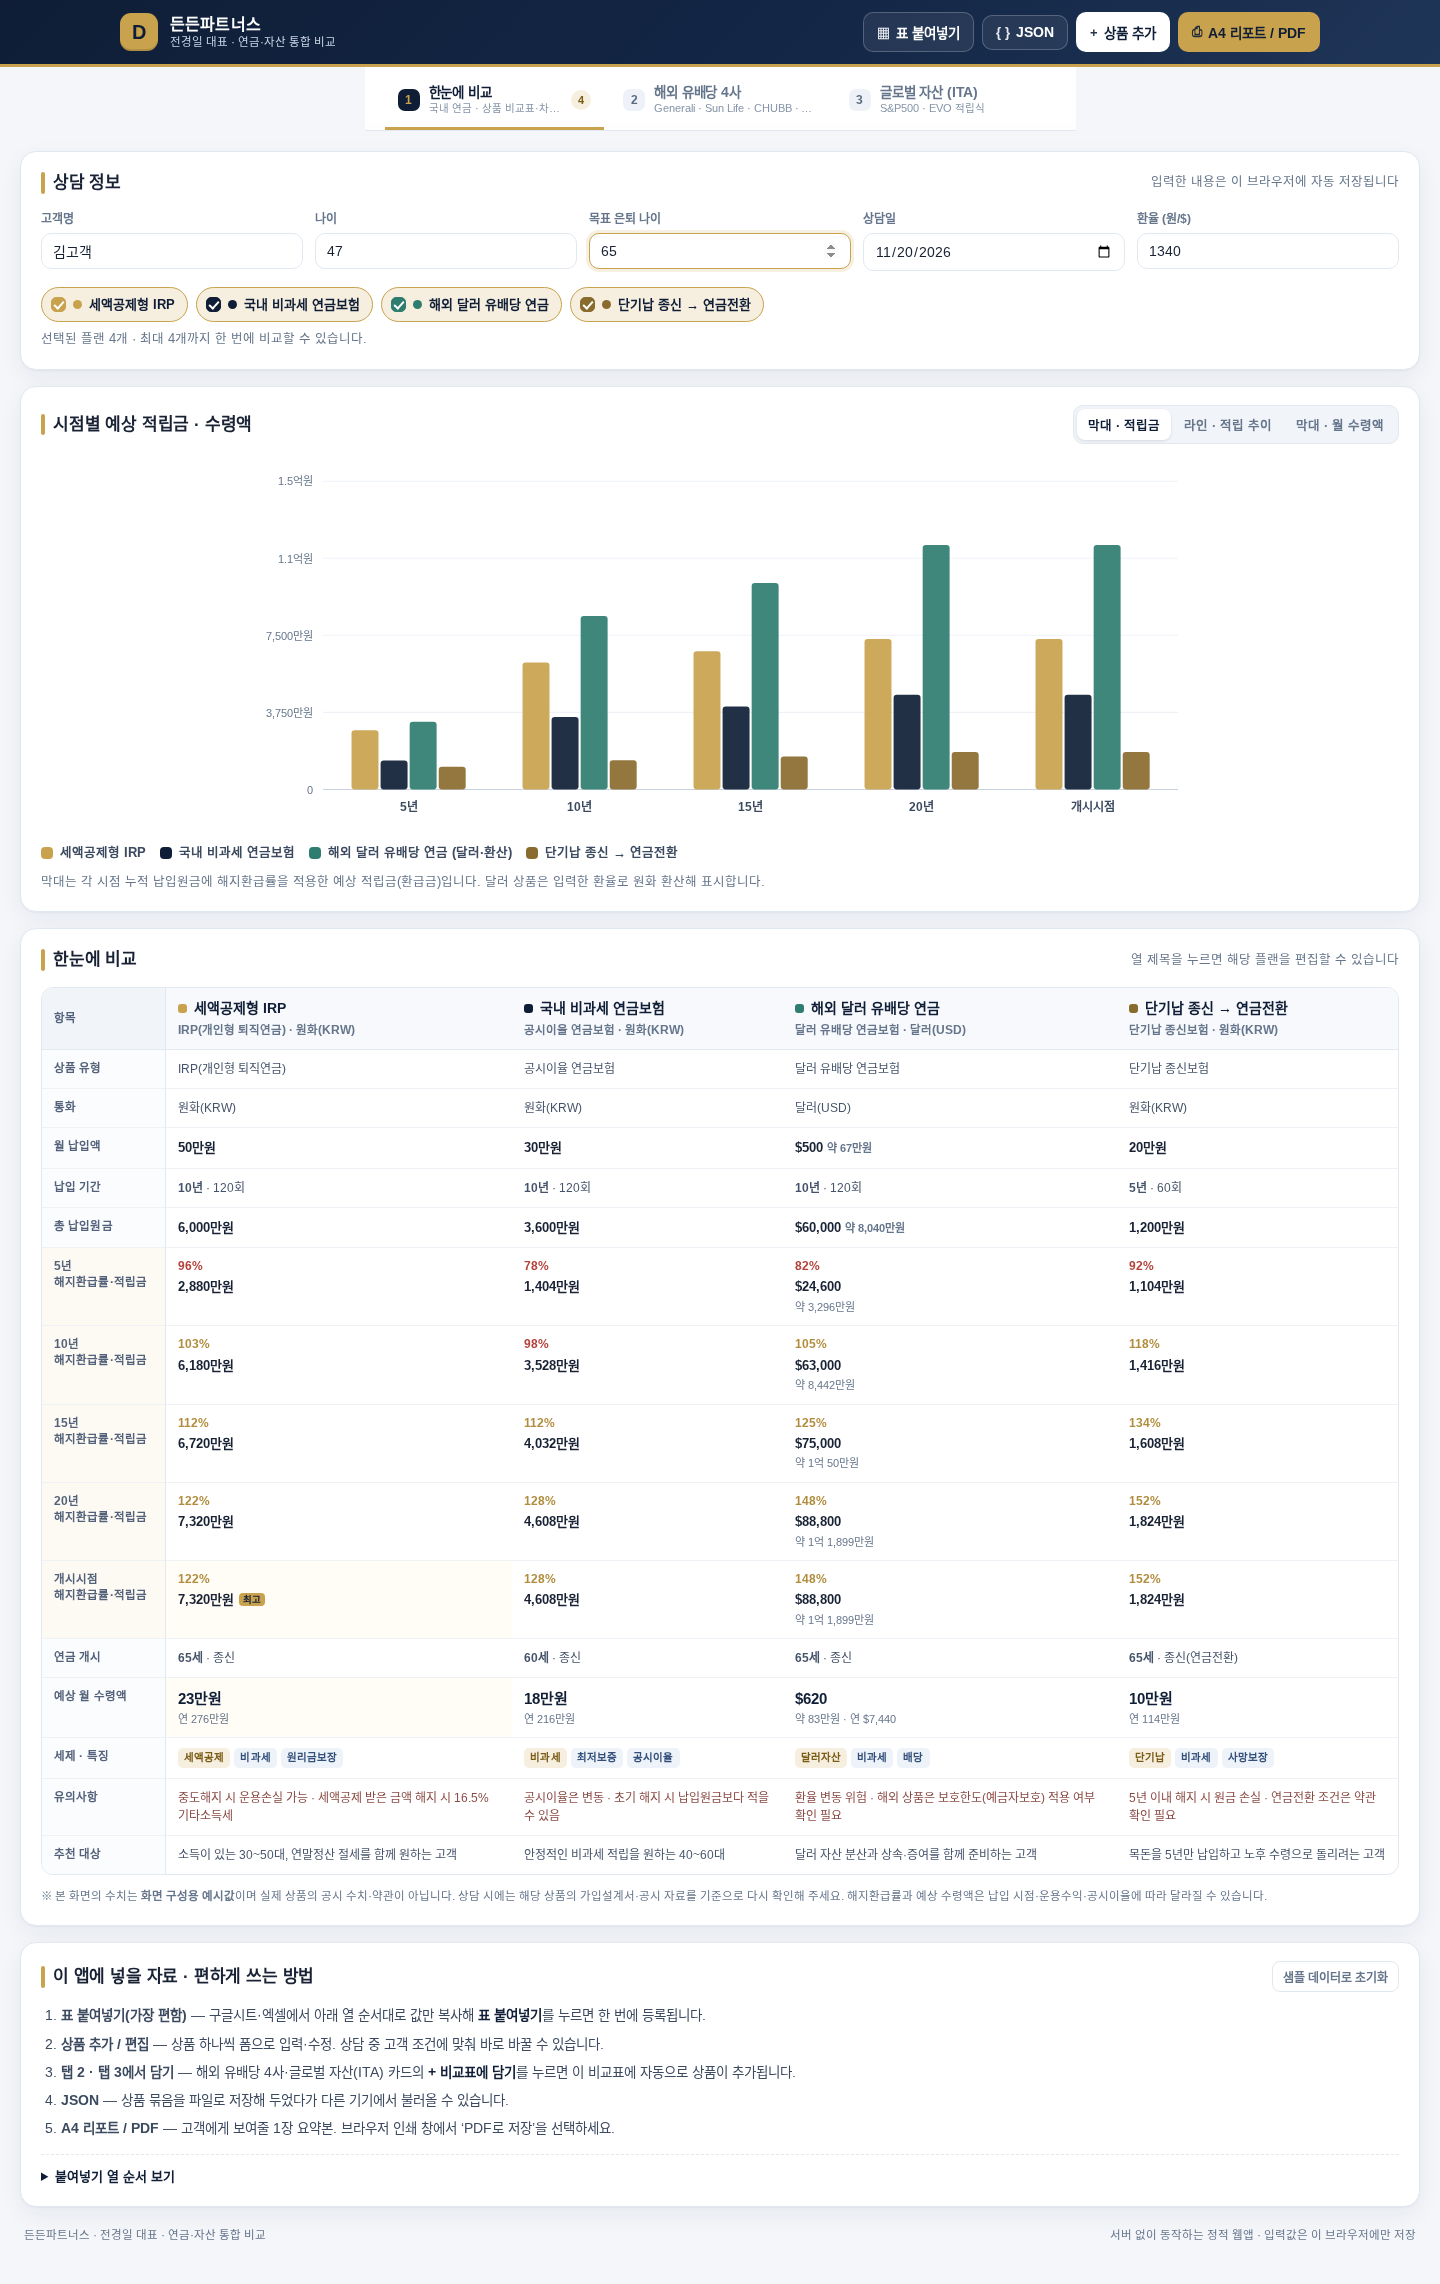 D
든든파트너스
전경일 대표 · 연금·자산 통합 비교
▦ 표 붙여넣기
{ } JSON
+ 상품 추가
⎙ A4 리포트 / PDF
1 한눈에 비교 4
국내 연금 · 상품 비교표·차…
2 해외 유배당 4사
Generali · Sun Life · CHUBB · …
3 글로벌 자산 (ITA)
S&P500 · EVO 적립식
상담 정보
입력한 내용은 이 브라우저에 자동 저장됩니다
고객명 나이 목표 은퇴 나이 상담일 환율 (원/$)
김고객 47 65 11/20/2026 1340
세액공제형 IRP 국내 비과세 연금보험 해외 달러 유배당 연금 단기납 종신 → 연금전환
선택된 플랜 4개 · 최대 4개까지 한 번에 비교할 수 있습니다.
시점별 예상 적립금 · 수령액
막대 · 적립금 라인 · 적립 추이 막대 · 월 수령액
1.5억원
1.1억원
7,500만원
3,750만원
0
5년 10년 15년 20년 개시시점
세액공제형 IRP 국내 비과세 연금보험 해외 달러 유배당 연금 (달러·환산) 단기납 종신 → 연금전환
막대는 각 시점 누적 납입원금에 해지환급률을 적용한 예상 적립금(환급금)입니다. 달러 상품은 입력한 환율로 원화 환산해 표시합니다.
한눈에 비교
열 제목을 누르면 해당 플랜을 편집할 수 있습니다
항목 세액공제형 IRP 국내 비과세 연금보험 해외 달러 유배당 연금 단기납 종신 → 연금전환
IRP(개인형 퇴직연금) · 원화(KRW) 공시이율 연금보험 · 원화(KRW) 달러 유배당 연금보험 · 달러(USD) 단기납 종신보험 · 원화(KRW)
상품 유형 IRP(개인형 퇴직연금) 공시이율 연금보험 달러 유배당 연금보험 단기납 종신보험
통화 원화(KRW) 원화(KRW) 달러(USD) 원화(KRW)
월 납입액 50만원 30만원 $500 약 67만원 20만원
납입 기간 10년 · 120회 10년 · 120회 10년 · 120회 5년 · 60회
총 납입원금 6,000만원 3,600만원 $60,000 약 8,040만원 1,200만원
5년 96% 78% 82% 92%
해지환급률·적립금 2,880만원 1,404만원 $24,600 1,104만원
약 3,296만원
10년 103% 98% 105% 118%
해지환급률·적립금 6,180만원 3,528만원 $63,000 1,416만원
약 8,442만원
15년 112% 112% 125% 134%
해지환급률·적립금 6,720만원 4,032만원 $75,000 1,608만원
약 1억 50만원
20년 122% 128% 148% 152%
해지환급률·적립금 7,320만원 4,608만원 $88,800 1,824만원
약 1억 1,899만원
개시시점 122% 128% 148% 152%
해지환급률·적립금 7,320만원 최고 4,608만원 $88,800 1,824만원
약 1억 1,899만원
연금 개시 65세 · 종신 60세 · 종신 65세 · 종신 65세 · 종신(연금전환)
예상 월 수령액 23만원 18만원 $620 10만원
연 276만원 연 216만원 약 83만원 · 연 $7,440 연 114만원
세제 · 특징 세액공제 비과세 원리금보장 비과세 최저보증 공시이율 달러자산 비과세 배당 단기납 비과세 사망보장
유의사항 중도해지 시 운용손실 가능 · 세액공제 받은 금액 해지 시 16.5% 공시이율은 변동 · 초기 해지 시 납입원금보다 적을 환율 변동 위험 · 해외 상품은 보호한도(예금자보호) 적용 여부 5년 이내 해지 시 원금 손실 · 연금전환 조건은 약관
기타소득세 수 있음 확인 필요 확인 필요
추천 대상 소득이 있는 30~50대, 연말정산 절세를 함께 원하는 고객 안정적인 비과세 적립을 원하는 40~60대 달러 자산 분산과 상속·증여를 함께 준비하는 고객 목돈을 5년만 납입하고 노후 수령으로 돌리려는 고객
※ 본 화면의 수치는 화면 구성용 예시값이며 실제 상품의 공시 수치·약관이 아닙니다. 상담 시에는 해당 상품의 가입설계서·공시 자료를 기준으로 다시 확인해 주세요. 해지환급률과 예상 수령액은 납입 시점·운용수익·공시이율에 따라 달라질 수 있습니다.
이 앱에 넣을 자료 · 편하게 쓰는 방법
샘플 데이터로 초기화
1. 표 붙여넣기(가장 편함) — 구글시트·엑셀에서 아래 열 순서대로 값만 복사해 표 붙여넣기를 누르면 한 번에 등록됩니다.
2. 상품 추가 / 편집 — 상품 하나씩 폼으로 입력·수정. 상담 중 고객 조건에 맞춰 바로 바꿀 수 있습니다.
3. 탭 2 · 탭 3에서 담기 — 해외 유배당 4사·글로벌 자산(ITA) 카드의 + 비교표에 담기를 누르면 이 비교표에 자동으로 상품이 추가됩니다.
4. JSON — 상품 묶음을 파일로 저장해 두었다가 다른 기기에서 불러올 수 있습니다.
5. A4 리포트 / PDF — 고객에게 보여줄 1장 요약본. 브라우저 인쇄 창에서 ‘PDF로 저장’을 선택하세요.
▶ 붙여넣기 열 순서 보기
든든파트너스 · 전경일 대표 · 연금·자산 통합 비교
서버 없이 동작하는 정적 웹앱 · 입력값은 이 브라우저에만 저장